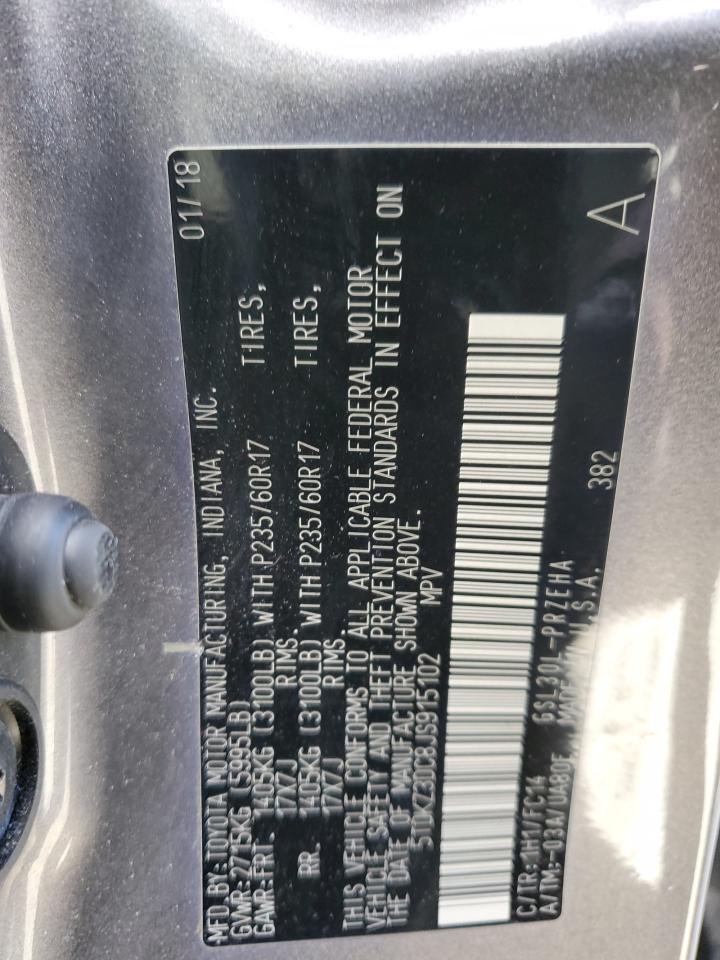 MFD. BY: TOYOTA MOTOR MANUFACTURING, INDIANA, INC. 01/18
GVWR: 2715KG (5995LB)
GAWR: FRT. 1405KG (3100LB) WITH P235/60R17 TIRES,
17X7J RIMS.
RR. 1405KG (3100LB) WITH P235/60R17 TIRES,
17X7J RIMS.
THIS VEHICLE CONFORMS TO ALL APPLICABLE FEDERAL MOTOR
VEHICLE SAFETY AND THEFT PREVENTION STANDARDS IN EFFECT ON
THE DATE OF MANUFACTURE SHOWN ABOVE.
5TDKZ3DC8JS915102 MPV
C/TR: 1H1/FC14 GSL30L-PRZEHA
A/TM:-03A/UA80F MADE IN U.S.A. 382
A